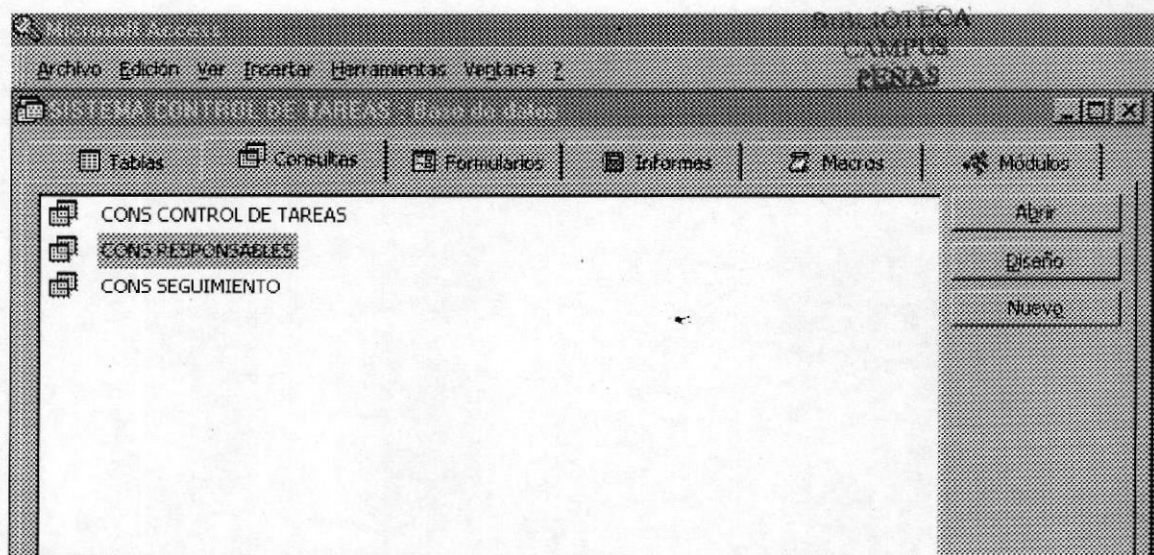 BIBLIOTECA
CAMPUS
PEÑAS
Microsoft Access
Archivo Edición Ver Insertar Herramientas Ventana ?
SISTEMA CONTROL DE TAREAS : Base de datos
Tablas Consultas Formularios Informes Macros Módulos
CONS CONTROL DE TAREAS
CONS RESPONSABLES
CONS SEGUIMIENTO
Abrir
Diseño
Nuevo